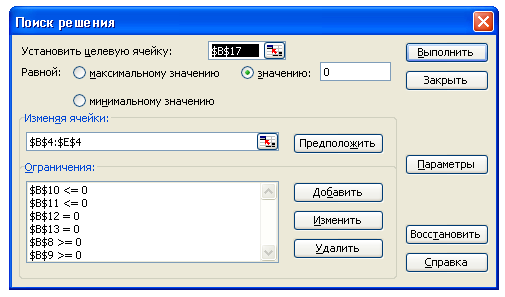 Поиск решения
Установить целевую ячейку: $B$17 Выполнить
Равной: максимальному значению значению: 0 Закрыть
минимальному значению
Изменяя ячейки:
$B$4:$E$4 Предположить
Параметры
Ограничения:
$B$10 <= 0 Добавить
$B$11 <= 0
$B$12 = 0 Изменить
$B$13 = 0
$B$8 >= 0 Восстановить
$B$9 >= 0 Удалить
Справка